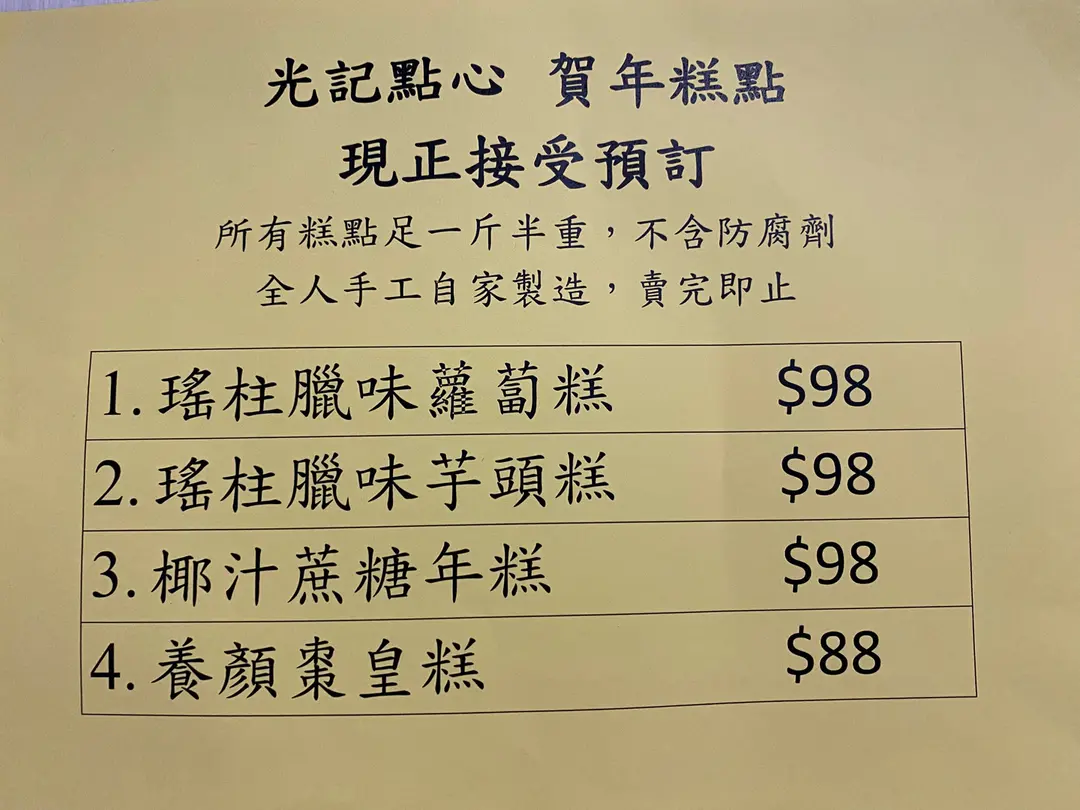 光記點心 賀年糕點
現正接受預訂
所有糕點足一斤半重，不含防腐劑
全人手工自家製造，賣完即止
1. 瑤柱臘味蘿蔔糕 $98
2. 瑤柱臘味芋頭糕 $98
3. 椰汁蔗糖年糕 $98
4. 養顏棗皇糕 $88